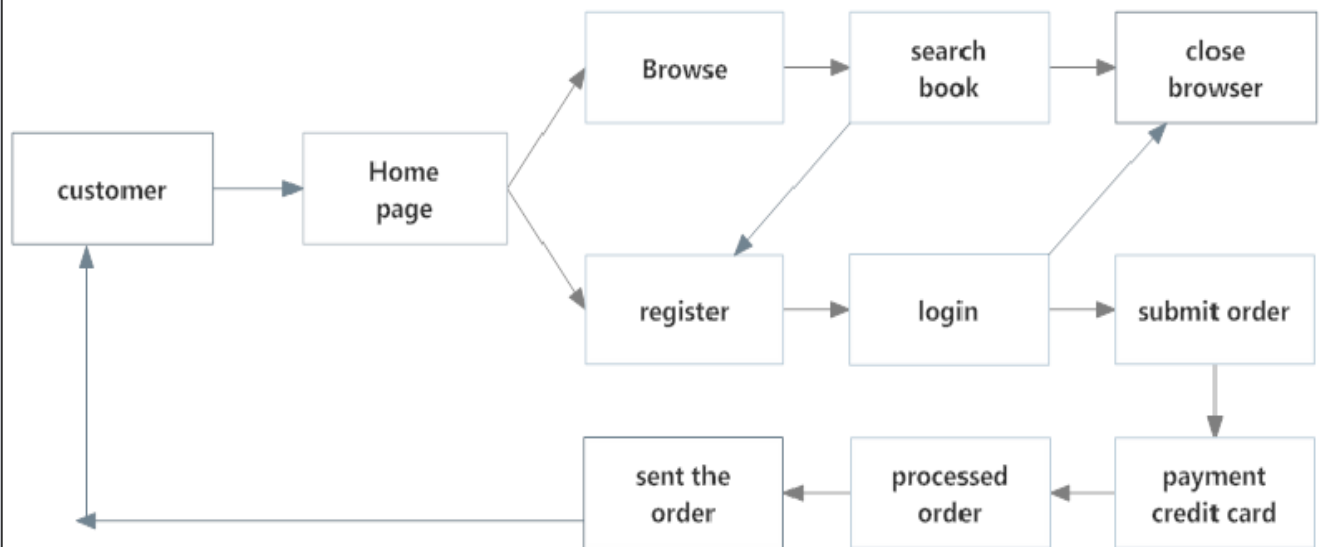 Browse
search
book
close
browser
customer
Home
page
register
login
submit order
sent the
order
processed
order
payment
credit card